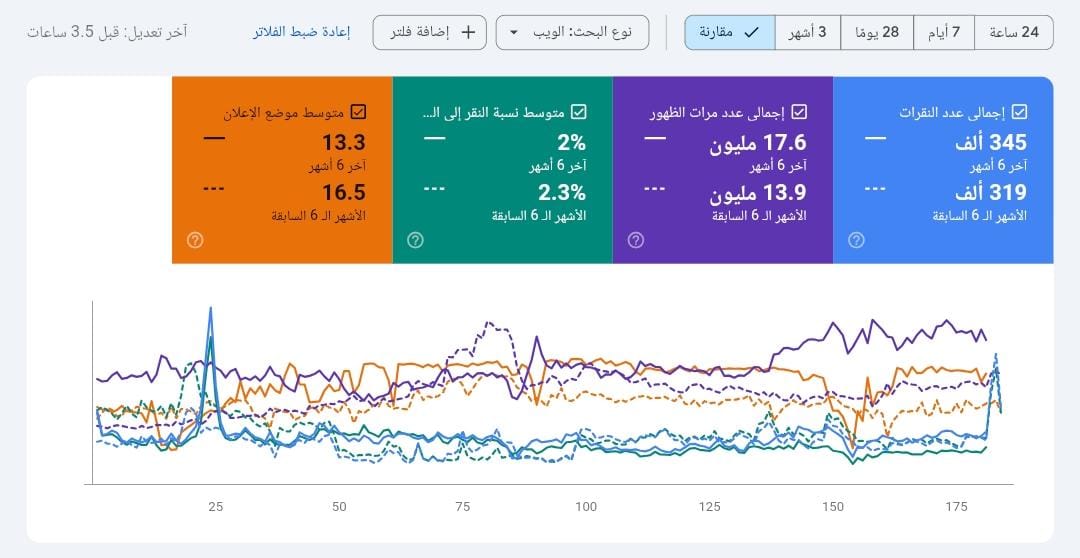 24 ساعة
7 أيام
28 يومًا
3 أشهر
مقارنة
نوع البحث: الويب
إضافة فلتر
إعادة ضبط الفلاتر
آخر تعديل: قبل 3.5 ساعات
إجمالي عدد النقرات
345 ألف
آخر 6 أشهر
319 ألف
الأشهر الـ 6 السابقة
إجمالي عدد مرات الظهور
17.6 مليون
آخر 6 أشهر
13.9 مليون
الأشهر الـ 6 السابقة
متوسط نسبة النقر إلى الـ...
2%
آخر 6 أشهر
2.3%
الأشهر الـ 6 السابقة
متوسط موضع الإعلان
13.3
آخر 6 أشهر
16.5
الأشهر الـ 6 السابقة
25 50 75 100 125 150 175